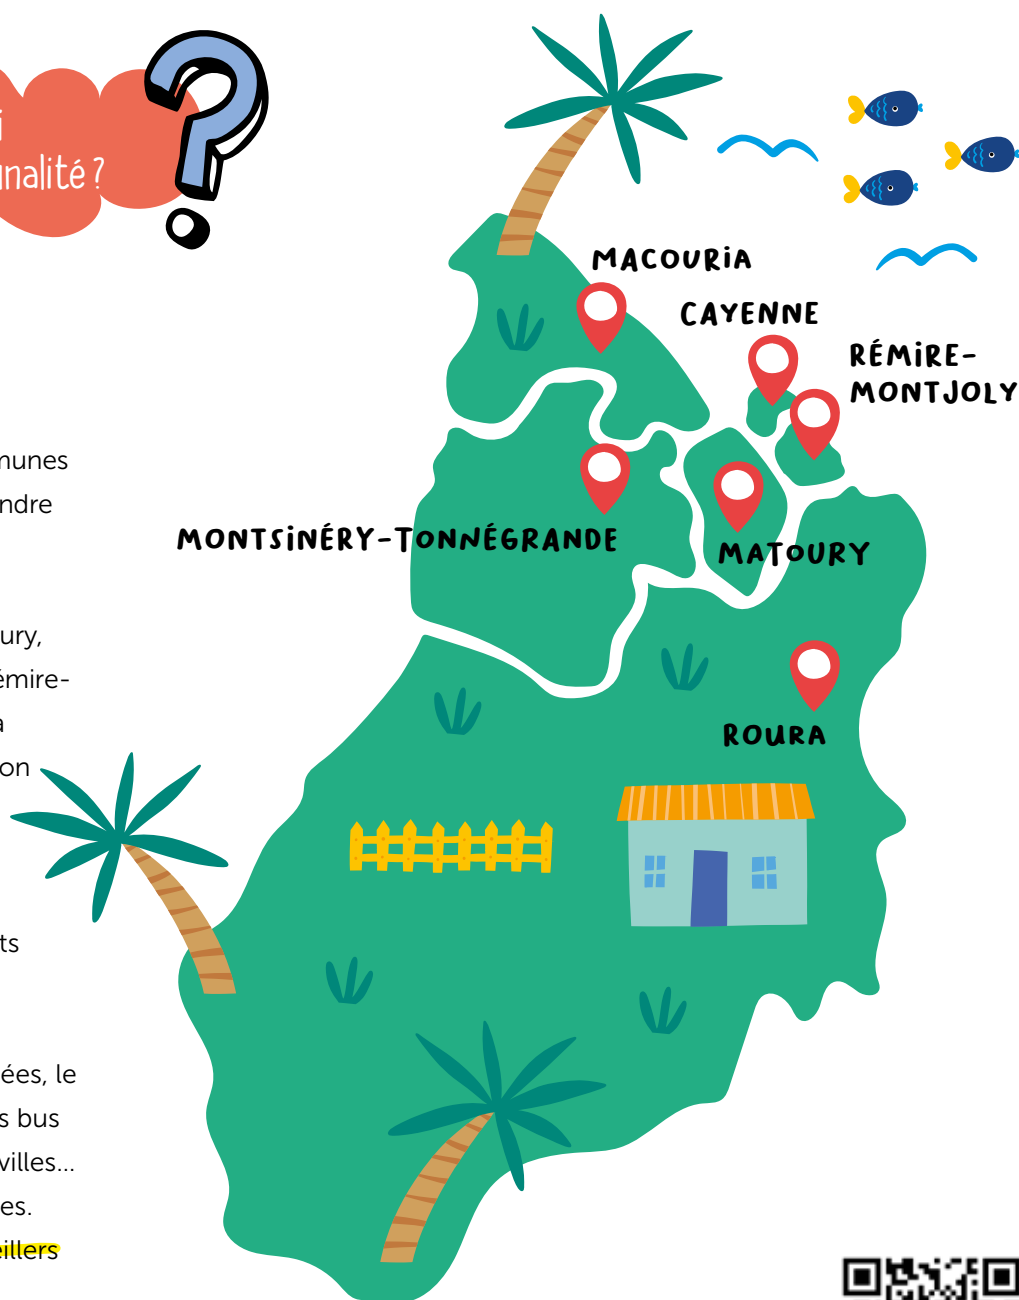 i
nalité ?
MACOURiA
CAYENNE
RÉMiRE-
MONTJOLY
munes
ndre
MONTSiNÉRY-TONNÉGRANDE
MATOURY
ury,
émire-
a
on
ROURA
ts
ées, le
s bus
villes...
es.
eillers